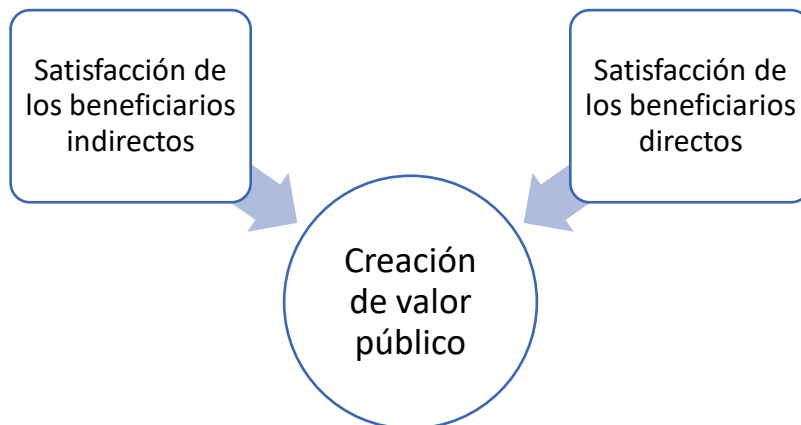 Satisfacción de
los beneficiarios
indirectos
Satisfacción de
los beneficiarios
directos
Creación
de valor
público